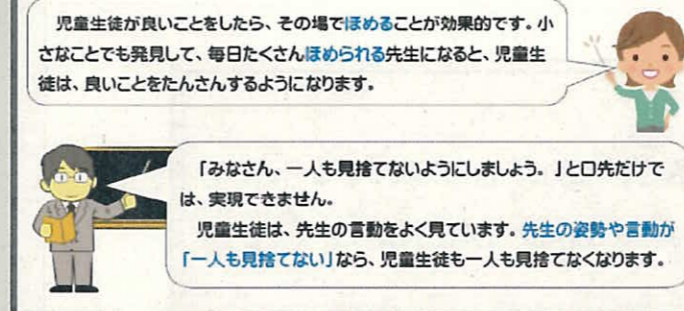 児童生徒が良いことをしたら、その場でほめることが効果的です。小
さなことでも発見して、毎日たくさんほめられる先生になると、児童生
徒は、良いことをたんさんするようになります。
「みなさん、一人も見捨てないようにしましょう。」と口先だけで
は、実現できません。
児童生徒は、先生の言動をよく見ています。先生の姿勢や言動が
「一人も見捨てない」なら、児童生徒も一人も見捨てなくなります。